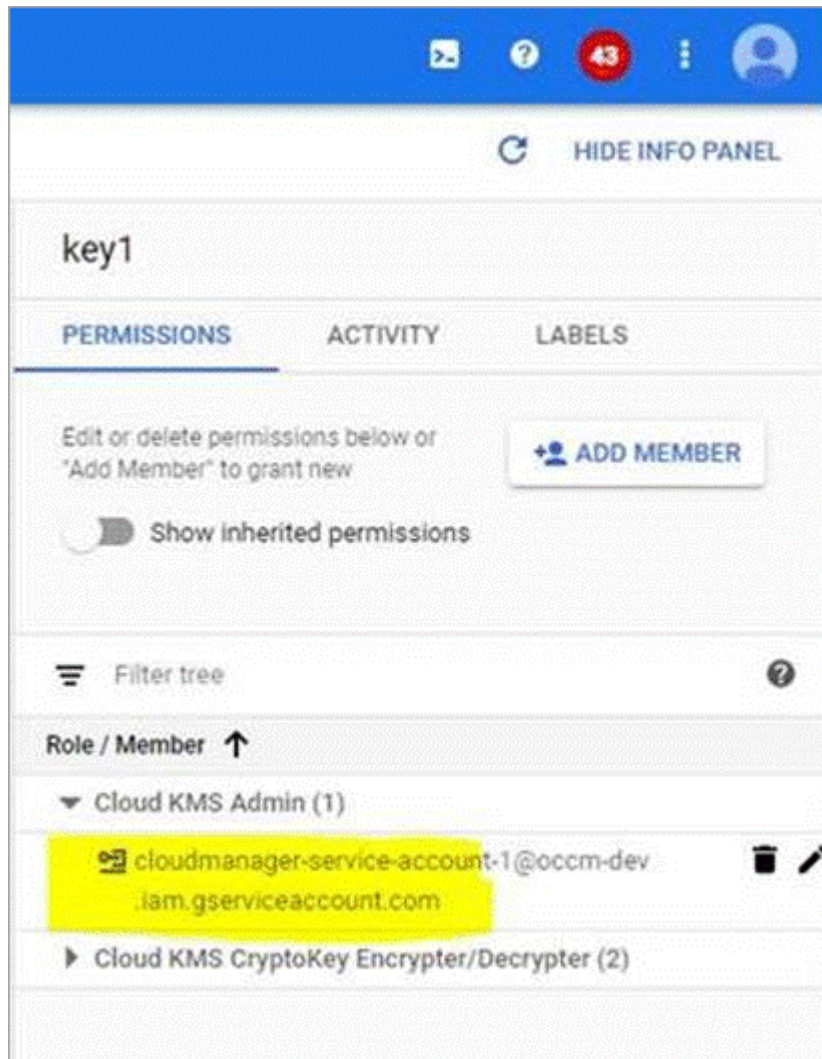 43
HIDE INFO PANEL
key1
PERMISSIONS ACTIVITY LABELS
Edit or delete permissions below or
"Add Member" to grant new
ADD MEMBER
Show inherited permissions
Filter tree
Role / Member
Cloud KMS Admin (1)
cloudmanager-service-account-1@occm-dev
.iam.gserviceaccount.com
Cloud KMS CryptoKey Encrypter/Decrypter (2)